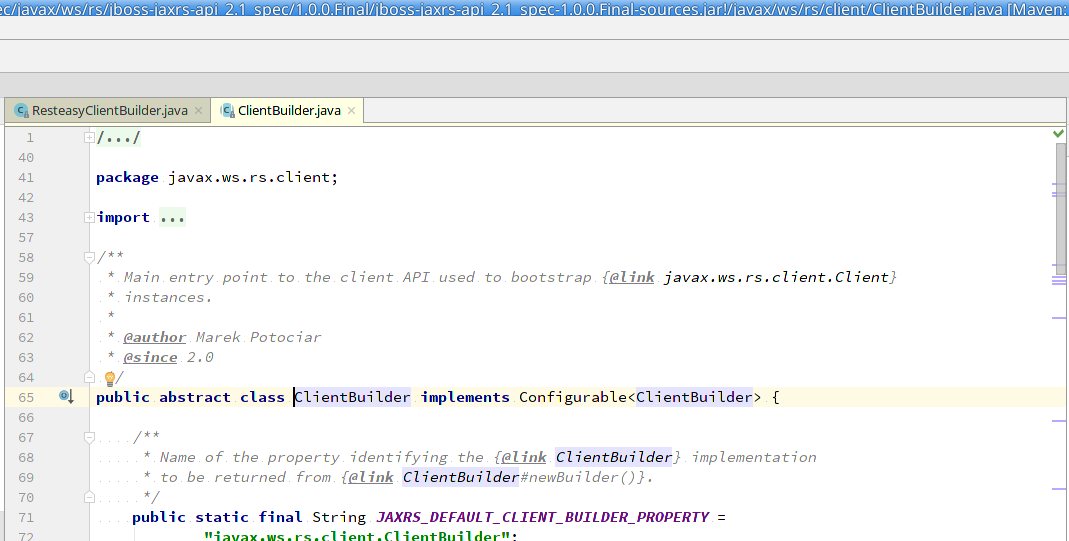 ec/javax/ws/rs/jboss-jaxrs-api_2.1_spec/1.0.0.Final/jboss-jaxrs-api_2.1_spec-1.0.0.Final-sources.jar!/javax/ws/rs/client/ClientBuilder.java [Maven:
ResteasyClientBuilder.java ClientBuilder.java
1 /.../
40
41 package javax.ws.rs.client;
42
43 import ...
57
58 /**
59 * Main entry point to the client API used to bootstrap {@link javax.ws.rs.client.Client}
60 * instances.
61 *
62 * @author Marek Potociar
63 * @since 2.0
64 */
65 public abstract class ClientBuilder implements Configurable<ClientBuilder> {
66
67 /**
68 * Name of the property identifying the {@link ClientBuilder} implementation
69 * to be returned from {@link ClientBuilder#newBuilder()}.
70 */
71 public static final String JAXRS_DEFAULT_CLIENT_BUILDER_PROPERTY =
72 "javax.ws.rs.client.ClientBuilder";